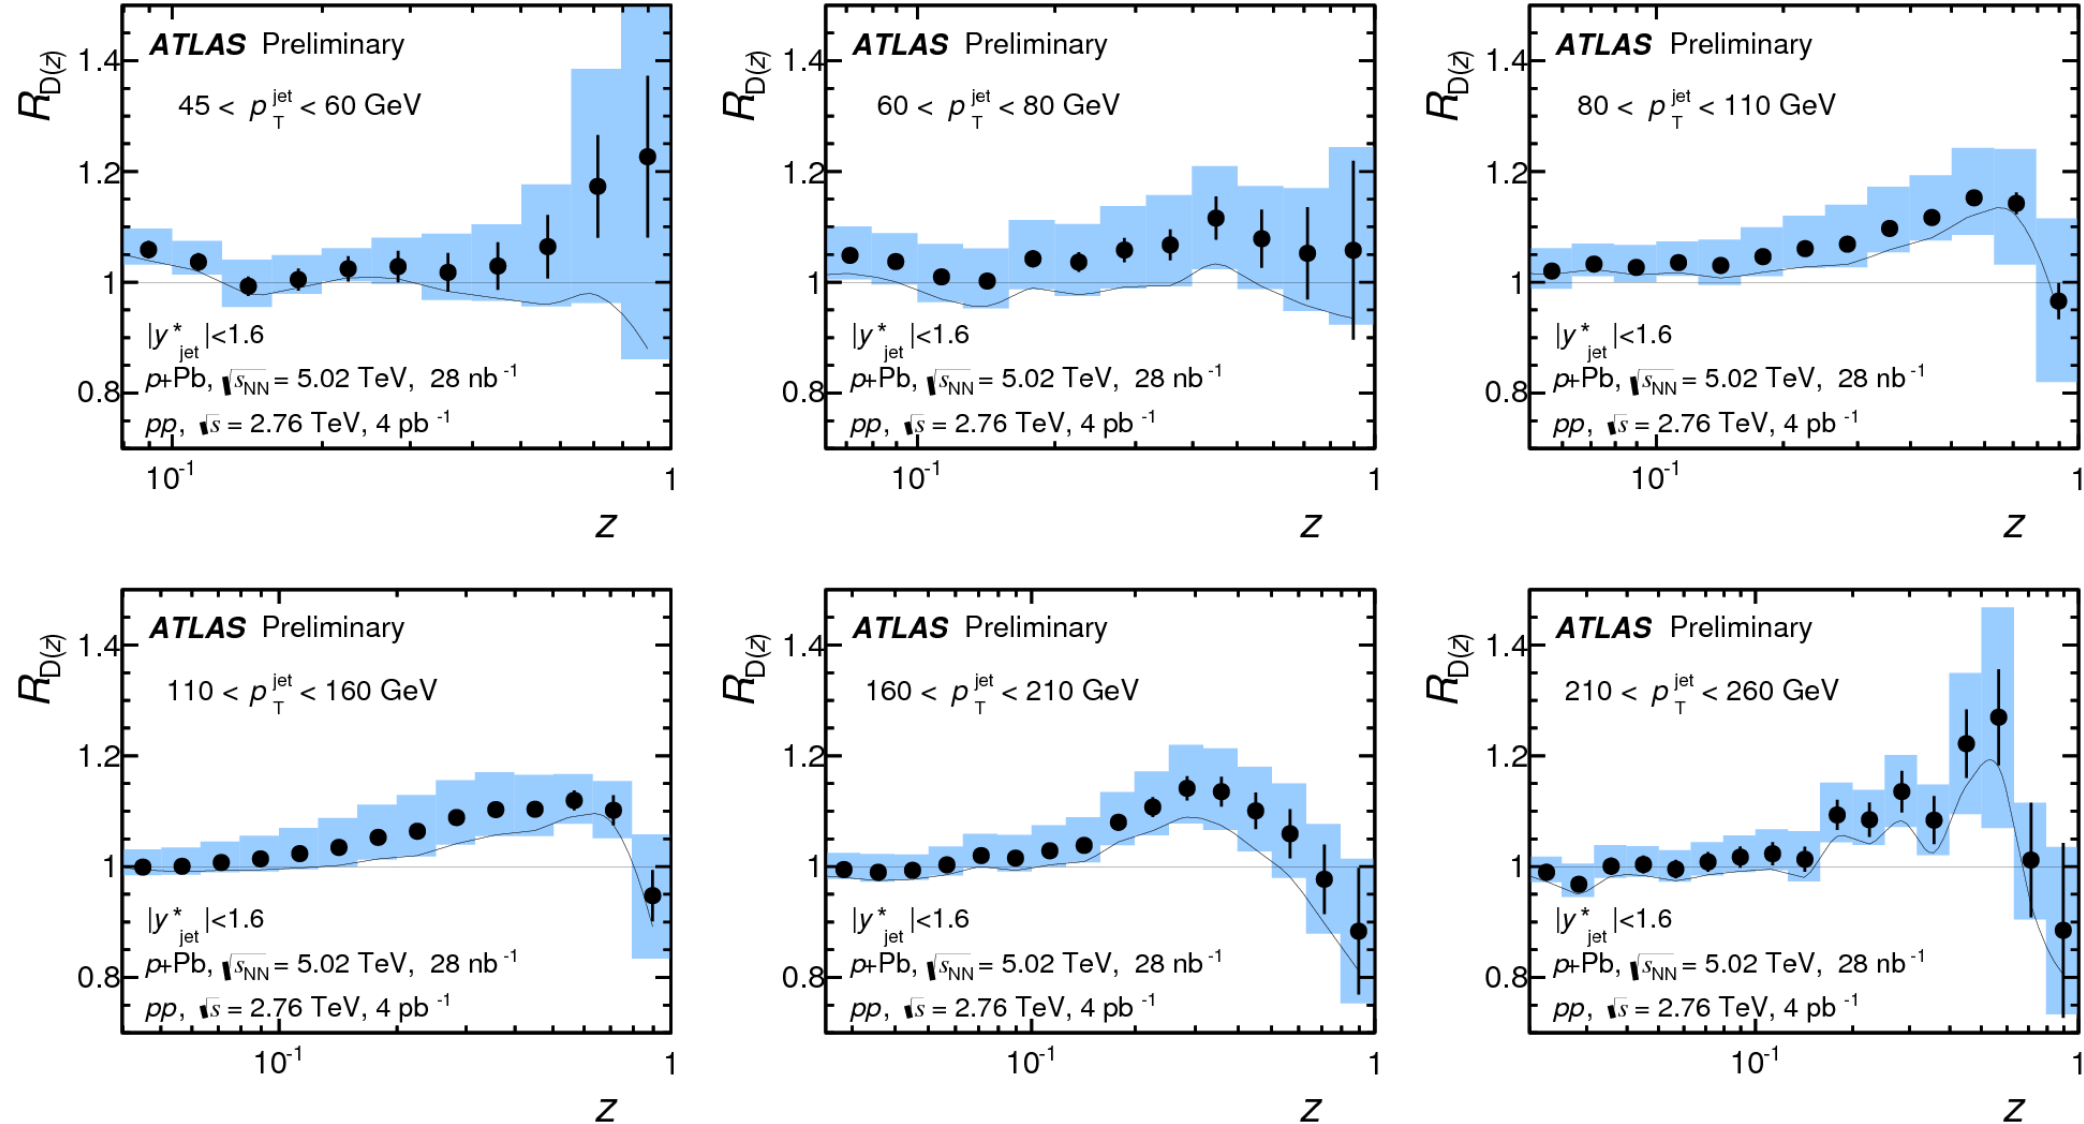 ATLAS Preliminary
45 < p_T^jet < 60 GeV
R_D(z)
1.4
1.2
1
0.8
|y*_jet|<1.6
p+Pb, √s_NN = 5.02 TeV, 28 nb^-1
pp, √s = 2.76 TeV, 4 pb^-1
10^-1 1
z
ATLAS Preliminary
60 < p_T^jet < 80 GeV
R_D(z)
1.4
1.2
1
0.8
|y*_jet|<1.6
p+Pb, √s_NN = 5.02 TeV, 28 nb^-1
pp, √s = 2.76 TeV, 4 pb^-1
10^-1 1
z
ATLAS Preliminary
80 < p_T^jet < 110 GeV
R_D(z)
1.4
1.2
1
0.8
|y*_jet|<1.6
p+Pb, √s_NN = 5.02 TeV, 28 nb^-1
pp, √s = 2.76 TeV, 4 pb^-1
10^-1 1
z
ATLAS Preliminary
110 < p_T^jet < 160 GeV
R_D(z)
1.4
1.2
1
0.8
|y*_jet|<1.6
p+Pb, √s_NN = 5.02 TeV, 28 nb^-1
pp, √s = 2.76 TeV, 4 pb^-1
10^-1 1
z
ATLAS Preliminary
160 < p_T^jet < 210 GeV
R_D(z)
1.4
1.2
1
0.8
|y*_jet|<1.6
p+Pb, √s_NN = 5.02 TeV, 28 nb^-1
pp, √s = 2.76 TeV, 4 pb^-1
10^-1 1
z
ATLAS Preliminary
210 < p_T^jet < 260 GeV
R_D(z)
1.4
1.2
1
0.8
|y*_jet|<1.6
p+Pb, √s_NN = 5.02 TeV, 28 nb^-1
pp, √s = 2.76 TeV, 4 pb^-1
10^-1 1
z